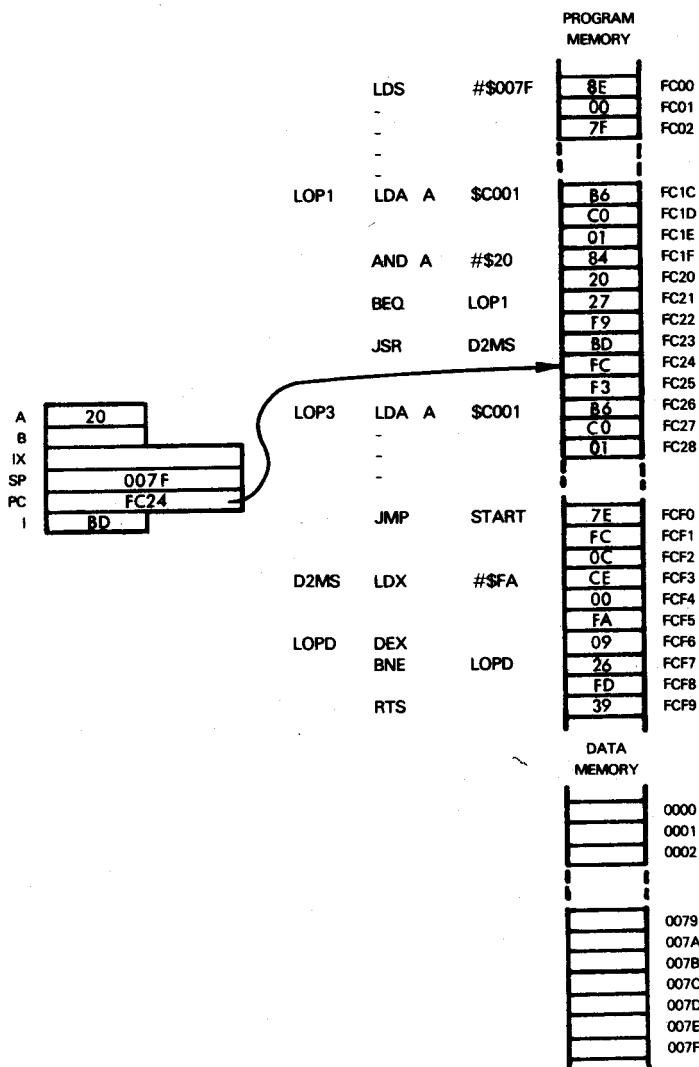 PROGRAM
MEMORY
LDS #$007F 8E FC00
- 00 FC01
- 7F FC02
-
-
LOP1 LDA A $C001 B6 FC1C
C0 FC1D
01 FC1E
AND A #$20 84 FC1F
20 FC20
BEQ LOP1 27 FC21
F9 FC22
JSR D2MS BD FC23
FC FC24
F3 FC25
LOP3 LDA A $C001 B6 FC26
- C0 FC27
- 01 FC28
-
A 20
B
IX
SP 007F
PC FC24
I BD
JMP START 7E FCF0
FC FCF1
0C FCF2
D2MS LDX #$FA CE FCF3
00 FCF4
FA FCF5
LOPD DEX 09 FCF6
BNE LOPD 26 FCF7
FD FCF8
RTS 39 FCF9
DATA
MEMORY
0000
0001
0002
0079
007A
007B
007C
007D
007E
007F